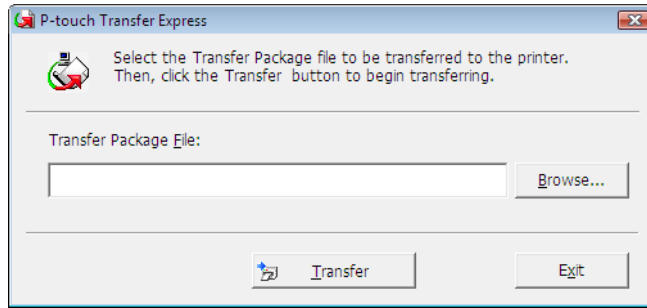 P-touch Transfer Express
Select the Transfer Package file to be transferred to the printer.
Then, click the Transfer button to begin transferring.
Transfer Package File:
Browse...
Transfer
Exit